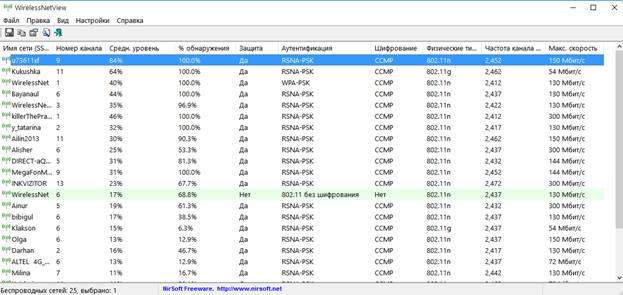 WirelessNetView
Файл Правка Вид Настройки Справка
Имя сети (SS... Номер канала Средн. уровень % обнаружения Защита Аутентификация Шифрование Физические ти... Частота канала ... Макс. скорость
u73611xf 9 84% 100.0% Да RSNA-PSK CCMP 802.11n 2,452 150 Мбит/с
Kukushka 11 64% 100.0% Да RSNA-PSK CCMP 802.11g 2,462 54 Мбит/с
WirelessNet 1 40% 100.0% Да WPA-PSK CCMP 802.11n 2,412 130 Мбит/с
Bayanaul 6 44% 100.0% Да RSNA-PSK CCMP 802.11n 2,437 150 Мбит/с
WirelessNe... 3 35% 96.9% Да RSNA-PSK CCMP 802.11n 2,422 130 Мбит/с
killerThePra... 1 40% 100.0% Да RSNA-PSK CCMP 802.11n 2,412 300 Мбит/с
y_tatarina 2 32% 100.0% Да RSNA-PSK CCMP 802.11n 2,417 130 Мбит/с
Ailin2013 11 30% 90.3% Да RSNA-PSK CCMP 802.11n 2,462 300 Мбит/с
Alisher 6 25% 53.3% Да RSNA-PSK CCMP 802.11n 2,437 300 Мбит/с
DIRECT-aQ... 5 31% 81.3% Да RSNA-PSK CCMP 802.11n 2,432 144 Мбит/с
MegaFonM... 9 31% 100.0% Да RSNA-PSK CCMP 802.11n 2,452 144 Мбит/с
INKVIZITOR 13 23% 67.7% Да RSNA-PSK CCMP 802.11n 2,472 300 Мбит/с
WirelessNet 6 17% 68.8% Нет 802.11 без шифрования Нет 802.11n 2,437 130 Мбит/с
Ainur 5 19% 61.3% Да RSNA-PSK CCMP 802.11n 2,432 300 Мбит/с
bibigul 6 17% 38.5% Да RSNA-PSK CCMP 802.11n 2,437 130 Мбит/с
Klakson 6 15% 6.3% Да RSNA-PSK CCMP 802.11g 2,437 54 Мбит/с
Olga 6 13% 12.9% Да RSNA-PSK CCMP 802.11n 2,437 130 Мбит/с
Darhan 2 16% 46.7% Да RSNA-PSK CCMP 802.11n 2,417 300 Мбит/с
ALTEL 4G_... 6 12% 20.7% Да RSNA-PSK CCMP 802.11n 2,437 72 Мбит/с
Milina 7 11% 16.7% Да RSNA-PSK CCMP 802.11n 2,442 130 Мбит/с
Беспроводных сетей: 25, выбрано: 1 NirSoft Freeware. http://www.nirsoft.net